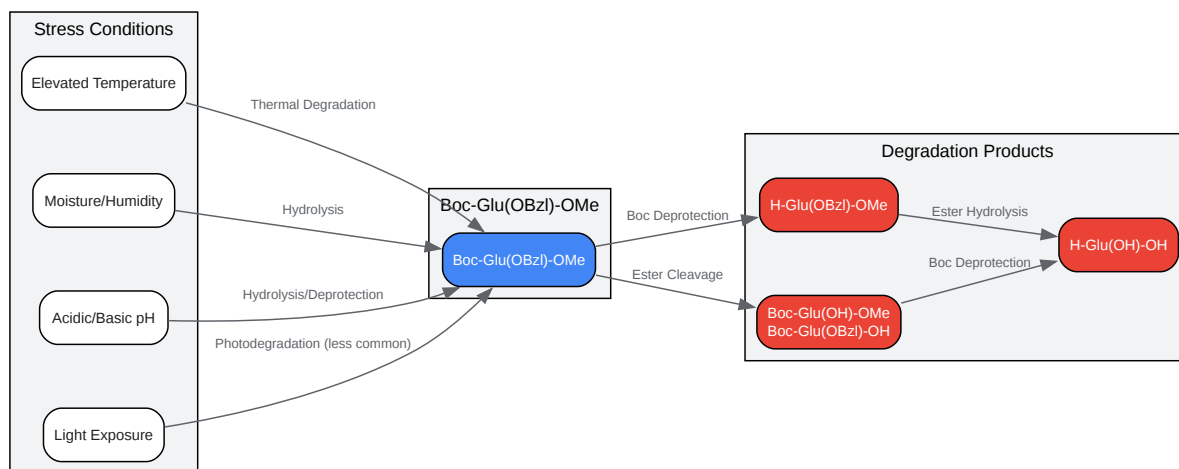 Stress Conditions
Elevated Temperature
Moisture/Humidity
Acidic/Basic pH
Light Exposure
Thermal Degradation
Hydrolysis
Hydrolysis/Deprotection
Photodegradation (less common)
Boc-Glu(OBzl)-OMe
Boc-Glu(OBzl)-OMe
Boc Deprotection
Ester Cleavage
Degradation Products
H-Glu(OBzl)-OMe
Boc-Glu(OH)-OMe
Boc-Glu(OBzl)-OH
Ester Hydrolysis
Boc Deprotection
H-Glu(OH)-OH